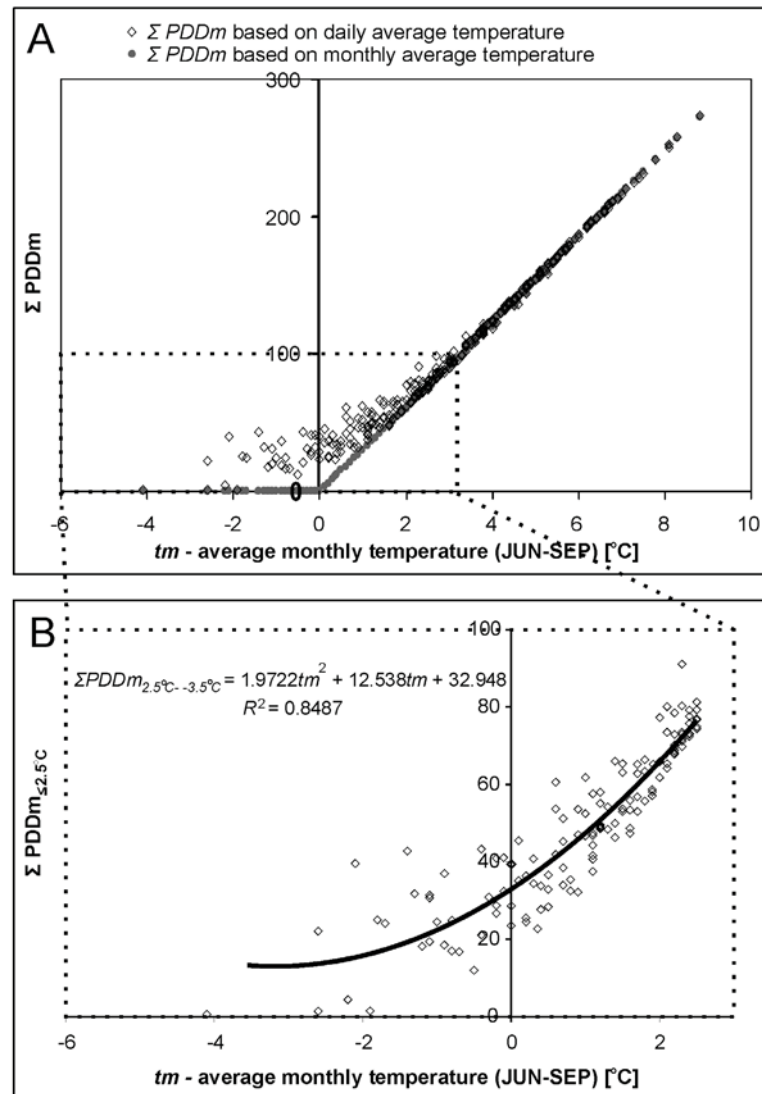 A
◇ Σ PDDm based on daily average temperature
● Σ PDDm based on monthly average temperature
300
200
100
0
Σ PDDm
-6 -4 -2 0 2 4 6 8 10
tm - average monthly temperature (JUN-SEP) [°C]
B
ΣPDDm2.5°C- -3.5°C = 1.9722tm² + 12.538tm + 32.948
R² = 0.8487
100
80
60
40
20
0
Σ PDDm≤2.5°C
-6 -4 -2 0 2
tm - average monthly temperature (JUN-SEP) [°C]